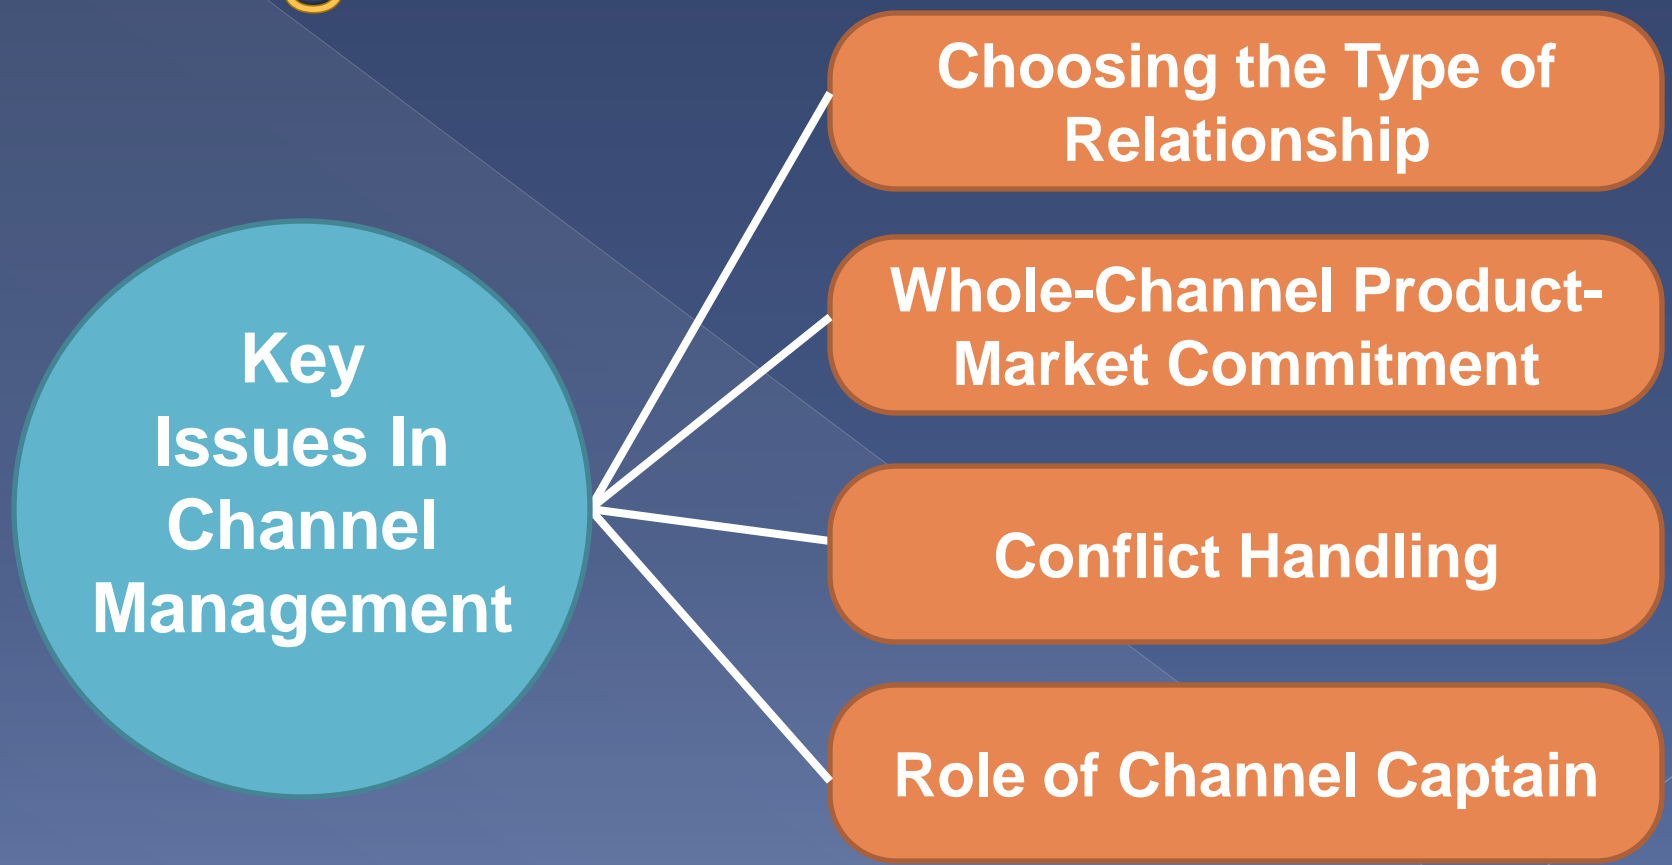 Choosing the Type of
Relationship
Whole-Channel Product-
Market Commitment
Key
Issues In
Channel
Management
Conflict Handling
Role of Channel Captain